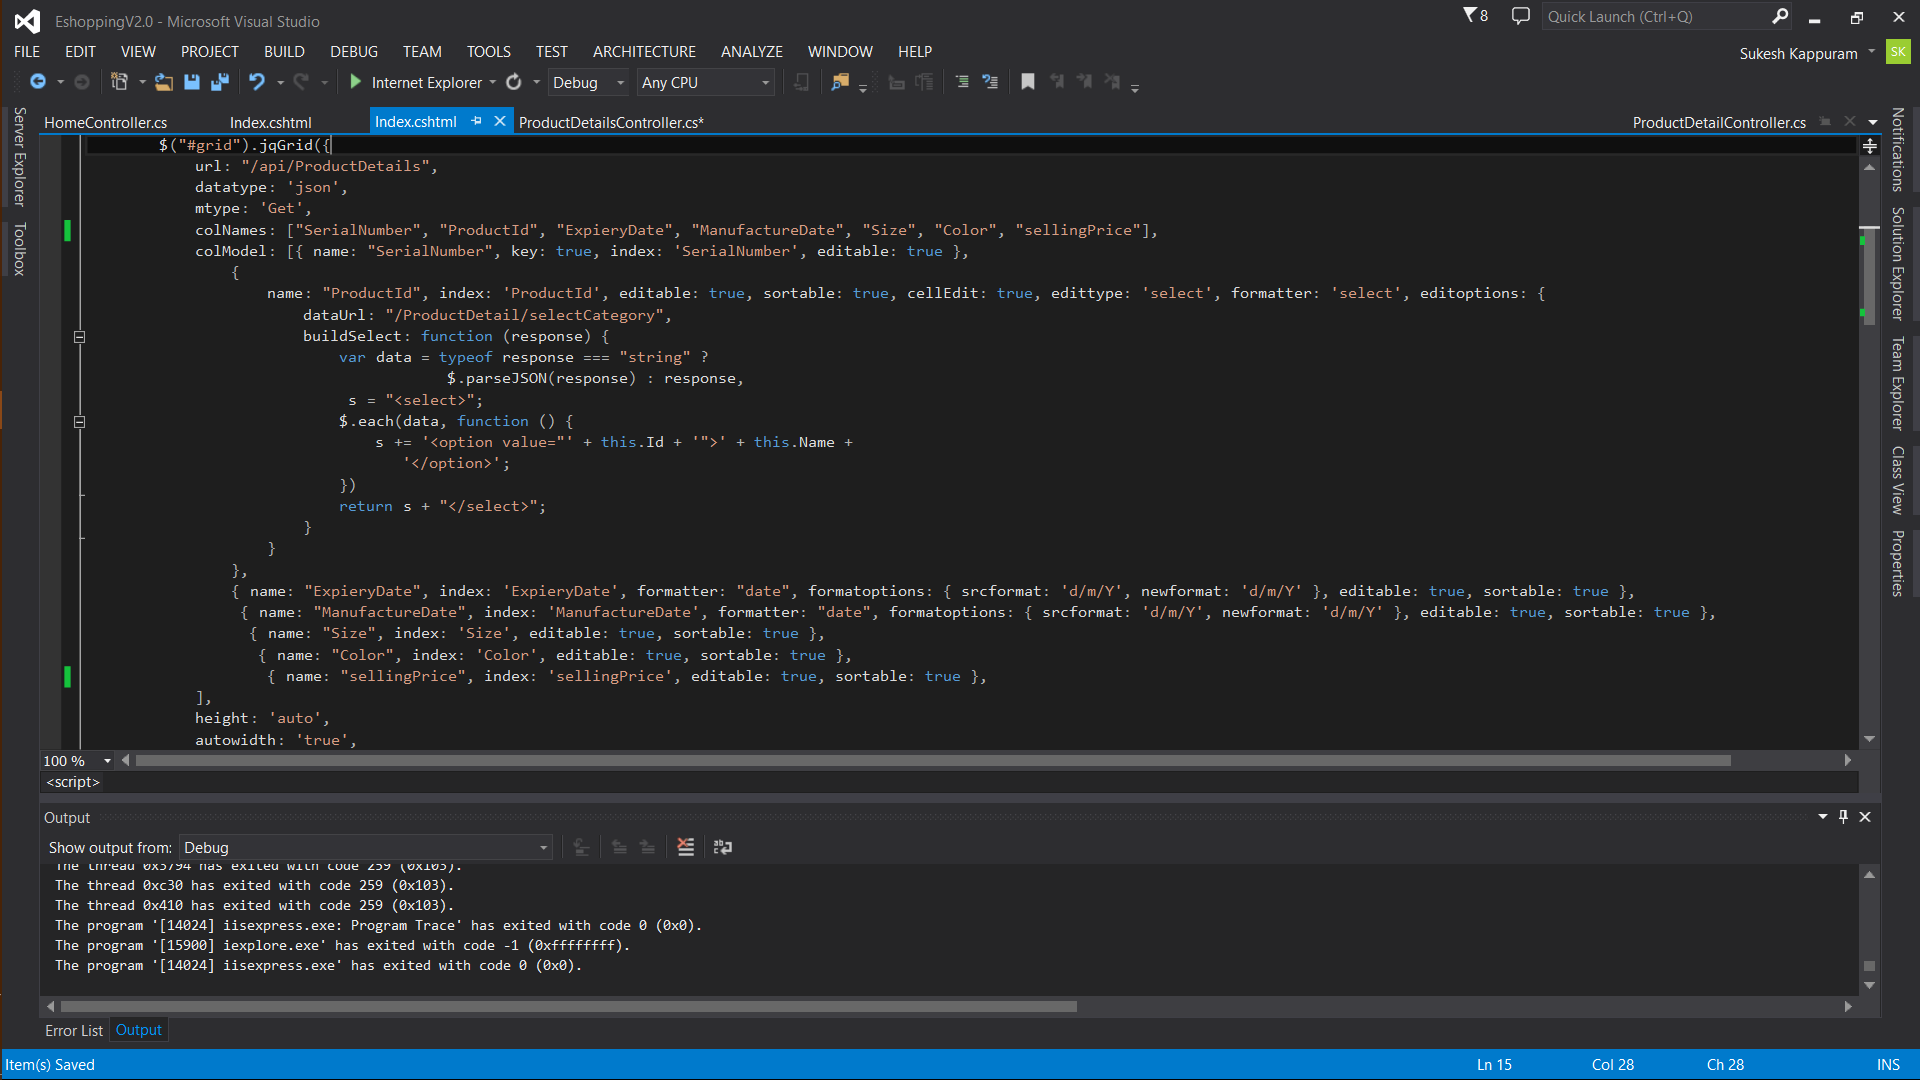 EshoppingV2.0 - Microsoft Visual Studio
8
Quick Launch (Ctrl+Q)
FILE EDIT VIEW PROJECT BUILD DEBUG TEAM TOOLS TEST ARCHITECTURE ANALYZE WINDOW HELP
Sukesh Kappuram
SK
Internet Explorer
Debug
Any CPU
HomeController.cs
Index.cshtml
Index.cshtml
ProductDetailsController.cs*
ProductDetailController.cs
Server Explorer
Toolbox
Notifications
Solution Explorer
Team Explorer
Class View
Properties
$("#grid").jqGrid({
url: "/api/ProductDetails",
datatype: 'json',
mtype: 'Get',
colNames: ["SerialNumber", "ProductId", "ExpieryDate", "ManufactureDate", "Size", "Color", "sellingPrice"],
colModel: [{ name: "SerialNumber", key: true, index: 'SerialNumber', editable: true },
{
name: "ProductId", index: 'ProductId', editable: true, sortable: true, cellEdit: true, edittype: 'select', formatter: 'select', editoptions: {
dataUrl: "/ProductDetail/selectCategory",
buildSelect: function (response) {
var data = typeof response === "string" ?
$.parseJSON(response) : response,
s = "<select>";
$.each(data, function () {
s += '<option value="' + this.Id + '">' + this.Name +
'</option>';
})
return s + "</select>";
}
}
},
{ name: "ExpieryDate", index: 'ExpieryDate', formatter: "date", formatoptions: { srcformat: 'd/m/Y', newformat: 'd/m/Y' }, editable: true, sortable: true },
{ name: "ManufactureDate", index: 'ManufactureDate', formatter: "date", formatoptions: { srcformat: 'd/m/Y', newformat: 'd/m/Y' }, editable: true, sortable: true },
{ name: "Size", index: 'Size', editable: true, sortable: true },
{ name: "Color", index: 'Color', editable: true, sortable: true },
{ name: "sellingPrice", index: 'sellingPrice', editable: true, sortable: true },
],
height: 'auto',
autowidth: 'true',
100 %
<script>
Output
Show output from: Debug
The thread 0x3794 has exited with code 259 (0x103).
The thread 0xc30 has exited with code 259 (0x103).
The thread 0x410 has exited with code 259 (0x103).
The program '[14024] iisexpress.exe: Program Trace' has exited with code 0 (0x0).
The program '[15900] iexplore.exe' has exited with code -1 (0xffffffff).
The program '[14024] iisexpress.exe' has exited with code 0 (0x0).
Error List Output
Item(s) Saved
Ln 15
Col 28
Ch 28
INS